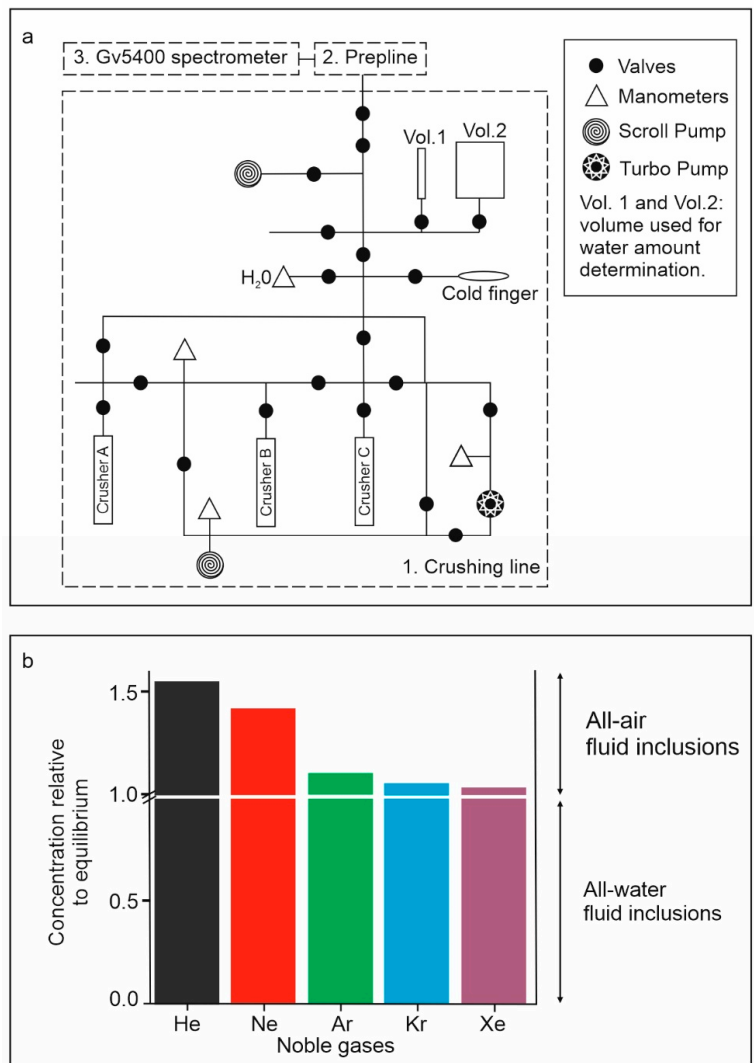 a
3. Gv5400 spectrometer
2. Prepline
Vol.1
Vol.2
H20
Cold finger
Crusher A
Crusher B
Crusher C
1. Crushing line
Valves
Manometers
Scroll Pump
Turbo Pump
Vol. 1 and Vol.2:
volume used for
water amount
determination.
b
Concentration relative
to equilibrium
1.5
1.0
0.5
0.0
He
Ne
Ar
Kr
Xe
Noble gases
All-air
fluid inclusions
All-water
fluid inclusions